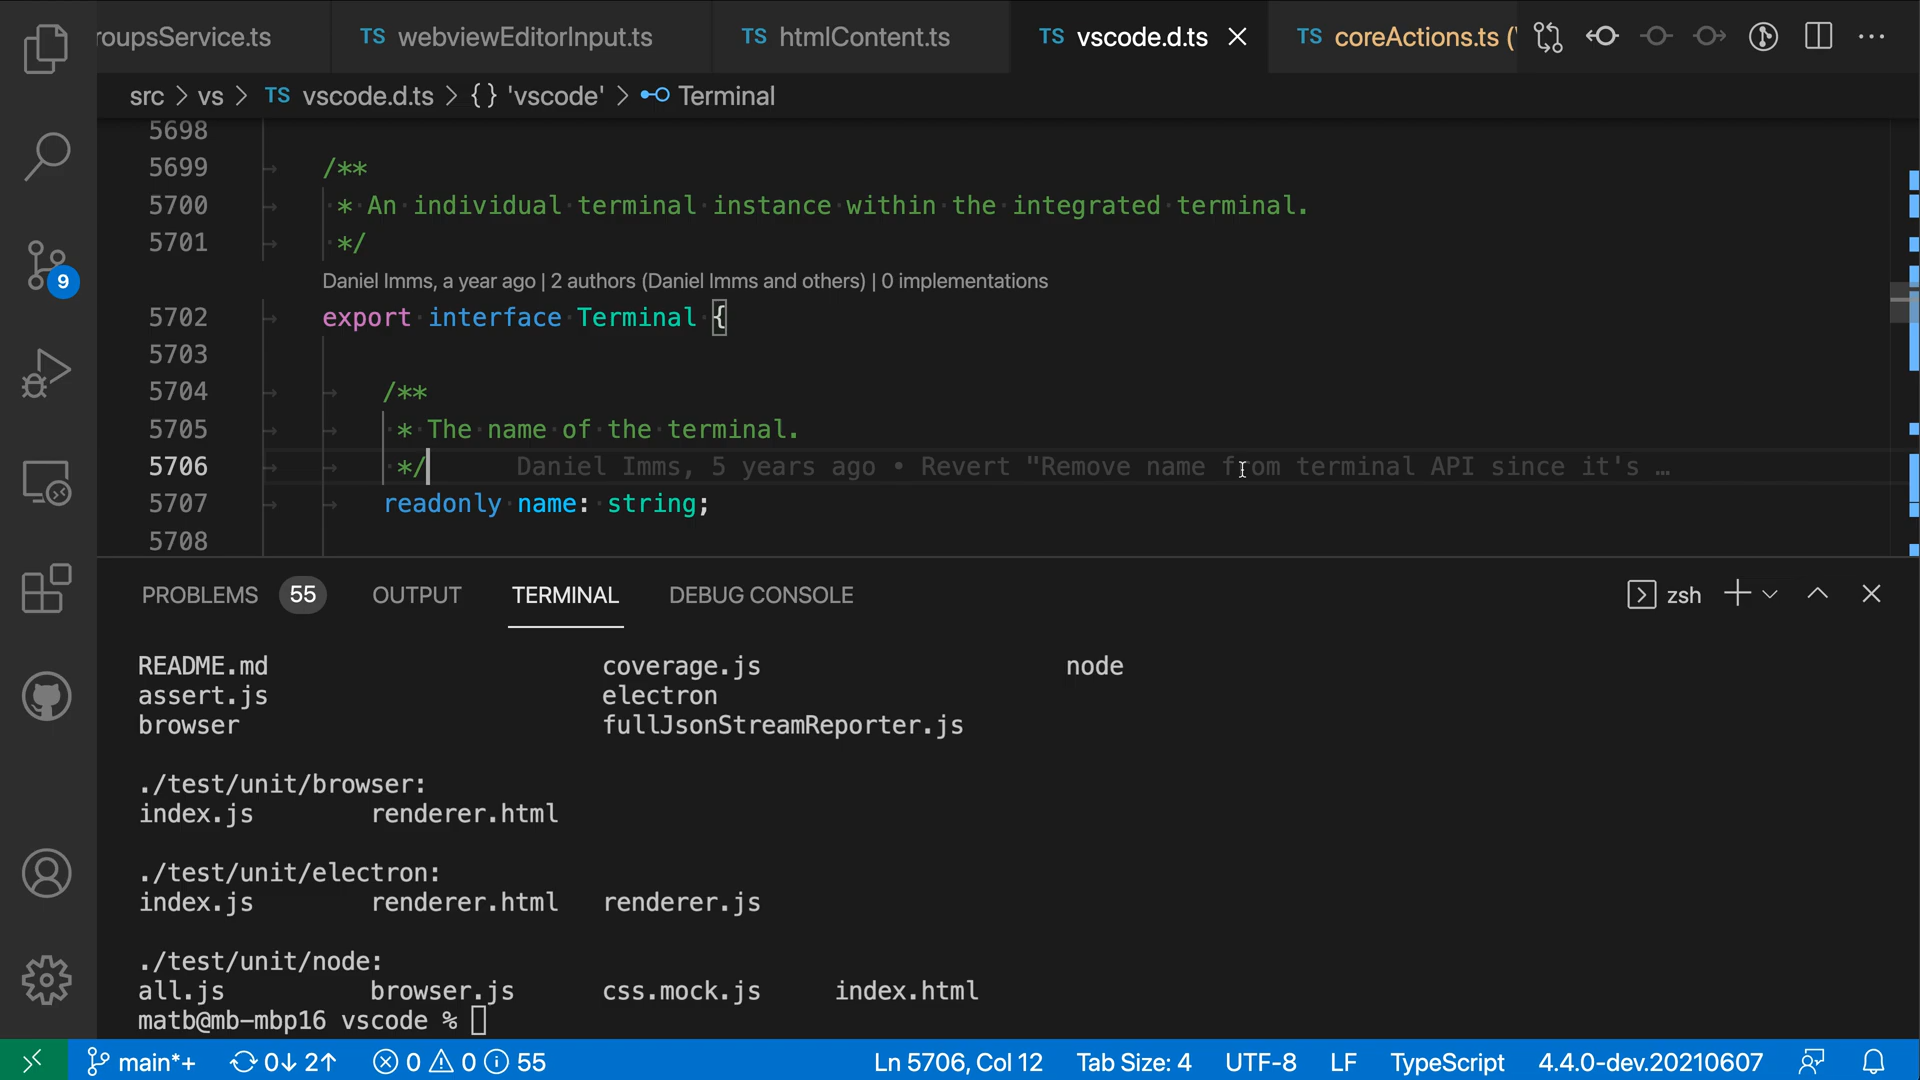 roupsService.ts TS webviewEditorInput.ts TS htmlContent.ts TS vscode.d.ts TS coreActions.ts (
src > vs > TS vscode.d.ts > {} 'vscode' > Terminal
5698
5699 /**
5700 * An individual terminal instance within the integrated terminal.
5701 */
Daniel Imms, a year ago | 2 authors (Daniel Imms and others) | 0 implementations
5702 export interface Terminal {
5703
5704 /**
5705 * The name of the terminal.
5706 */ Daniel Imms, 5 years ago • Revert "Remove name from terminal API since it's …
5707 readonly name: string;
5708
9
PROBLEMS 55 OUTPUT TERMINAL DEBUG CONSOLE zsh
README.md coverage.js node
assert.js electron
browser fullJsonStreamReporter.js
./test/unit/browser:
index.js renderer.html
./test/unit/electron:
index.js renderer.html renderer.js
./test/unit/node:
all.js browser.js css.mock.js index.html
matb@mb-mbp16 vscode %
main*+ 0↓ 2↑ 0 0 55 Ln 5706, Col 12 Tab Size: 4 UTF-8 LF TypeScript 4.4.0-dev.20210607